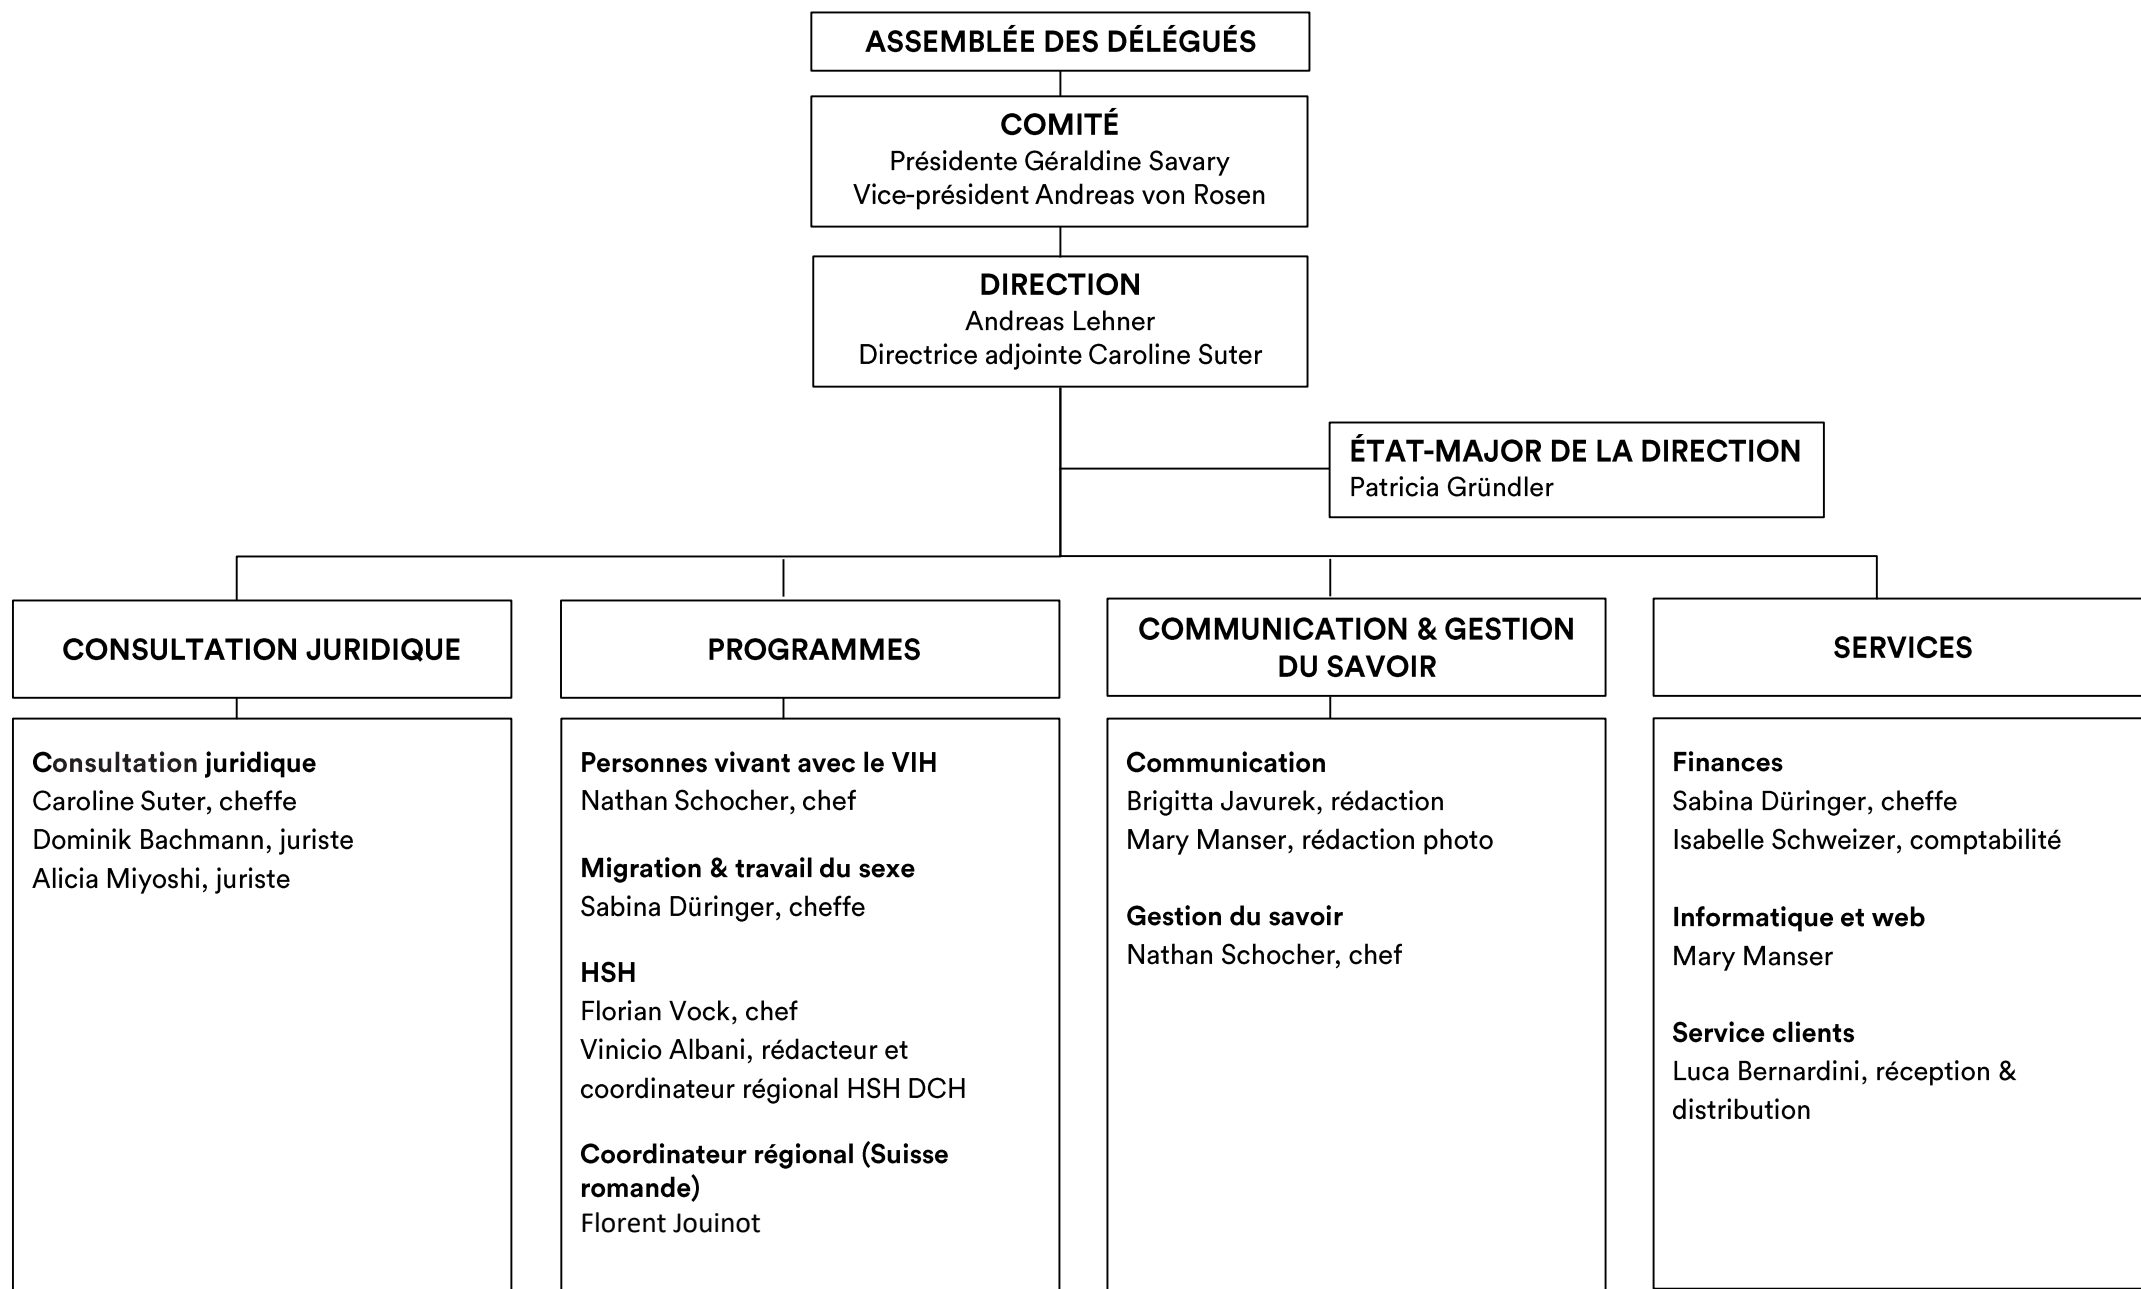 ASSEMBLÉE DES DÉLÉGUÉS
COMITÉ
Présidente Géraldine Savary
Vice-président Andreas von Rosen
DIRECTION
Andreas Lehner
Directrice adjointe Caroline Suter
ÉTAT-MAJOR DE LA DIRECTION
Patricia Gründler
CONSULTATION JURIDIQUE
Consultation juridique
Caroline Suter, cheffe
Dominik Bachmann, juriste
Alicia Miyoshi, juriste
PROGRAMMES
Personnes vivant avec le VIH
Nathan Schocher, chef
Migration & travail du sexe
Sabina Düringer, cheffe
HSH
Florian Vock, chef
Vinicio Albani, rédacteur et
coordinateur régional HSH DCH
Coordinateur régional (Suisse
romande)
Florent Jouinot
COMMUNICATION & GESTION
DU SAVOIR
Communication
Brigitta Javurek, rédaction
Mary Manser, rédaction photo
Gestion du savoir
Nathan Schocher, chef
SERVICES
Finances
Sabina Düringer, cheffe
Isabelle Schweizer, comptabilité
Informatique et web
Mary Manser
Service clients
Luca Bernardini, réception &
distribution